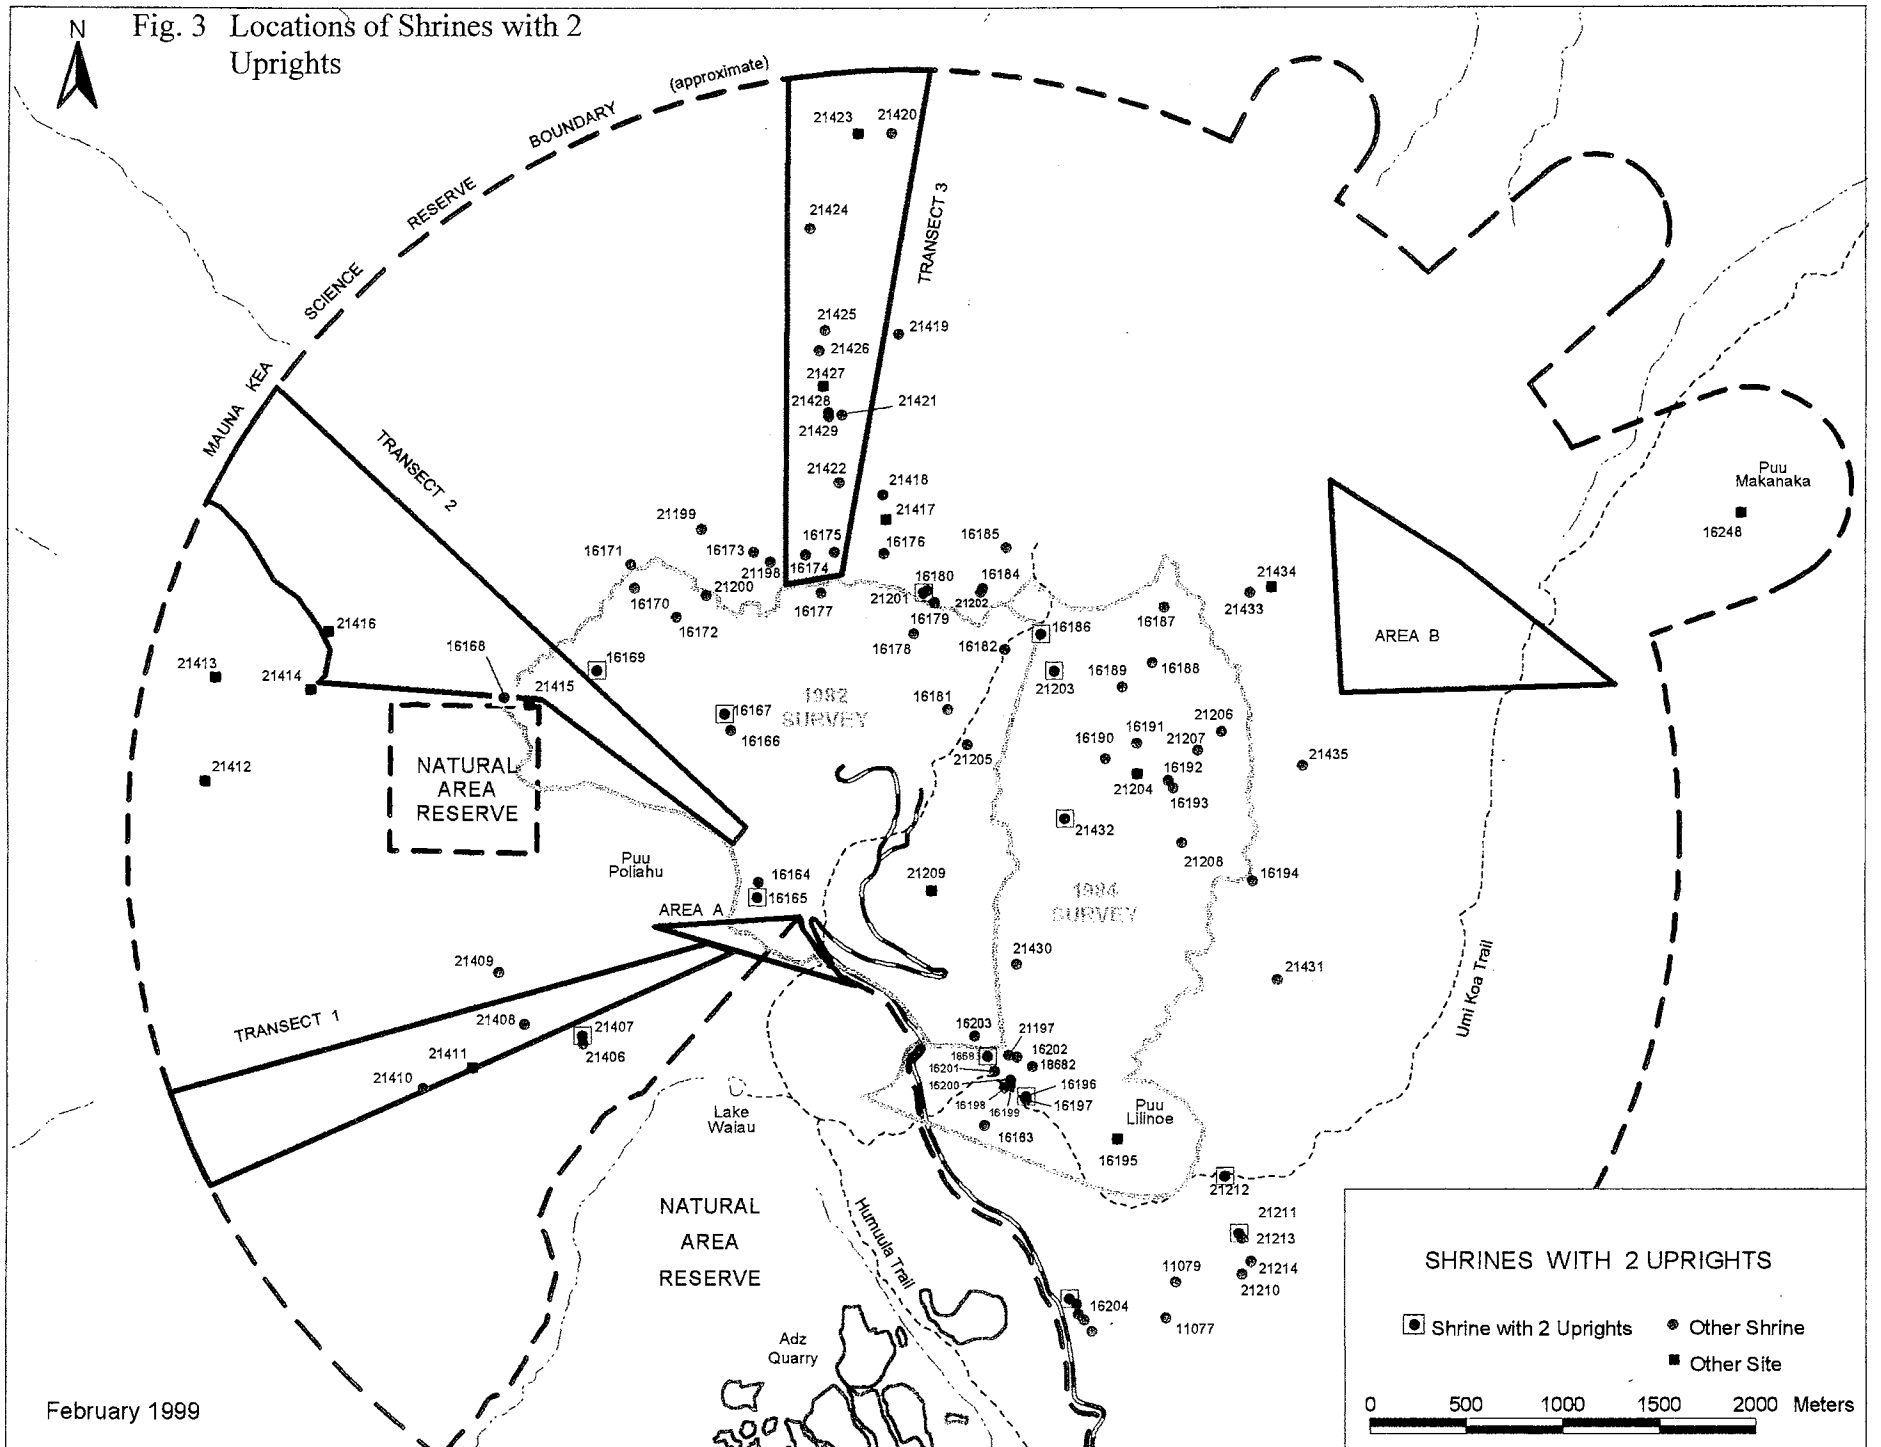 N
Fig. 3 Locations of Shrines with 2
Uprights
MAUNA KEA SCIENCE RESERVE BOUNDARY (approximate)
21423
21420
21424
TRANSECT 3
21425
21419
21426
21427
21428
21421
21429
21422
21418
21417
TRANSECT 2
21199
16175
16176
16185
16171
16173
21198
16174
16180
16184
21434
21200
21201
21202
21433
16170
16177
16179
16172
16178
16182
16186
16187
Puu
Makanaka
16248
AREA B
21416
16168
16169
21413
21414
21415
16189
16188
21203
1982
SURVEY
16181
16167
16166
21206
16191
21207
16190
21205
21435
16192
21204
16193
21412
NATURAL
AREA
RESERVE
21432
21208
Puu
Poliahu
16164
16165
21209
16194
1984
SURVEY
AREA A
21430
21409
21431
TRANSECT 1
21408
21407
21406
21411
21410
Umi Koa Trail
16203
21197
16202
16201
18682
16200
16196
16198
16199
16197
Lake
Waiau
Puu
Lilinoe
16163
16195
21212
NATURAL
AREA
RESERVE
Humuula Trail
21211
21213
21214
21210
11079
16204
11077
Adz
Quarry
SHRINES WITH 2 UPRIGHTS
Shrine with 2 Uprights
Other Shrine
Other Site
0 500 1000 1500 2000 Meters
February 1999